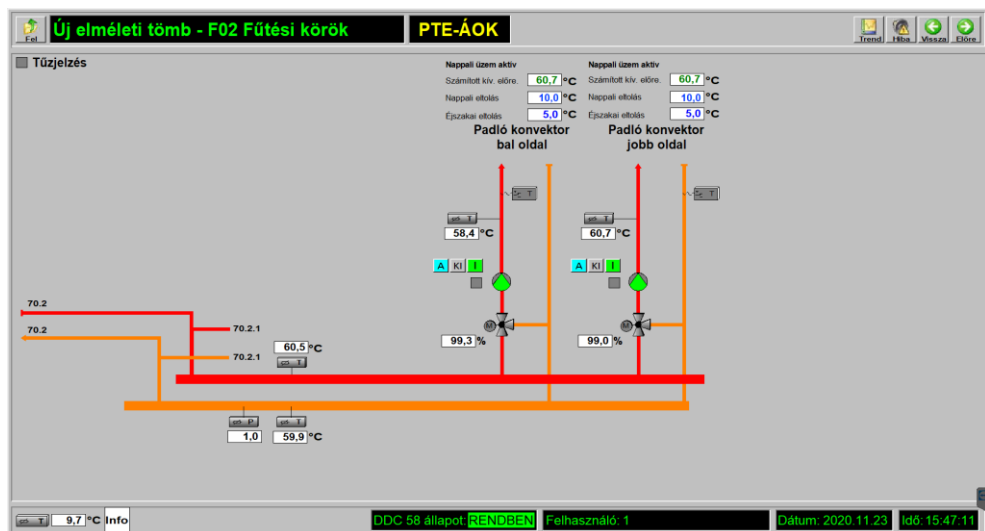 Fel
Új elméleti tömb - F02 Fűtési körök
PTE-ÁOK
Trend
Hiba
Vissza
Előre
Tűzjelzés
Nappali üzem aktív
Számított kív. előre. 60,7 °C
Nappali eltolás 10,0 °C
Éjszakai eltolás 5,0 °C
Padló konvektor
bal oldal
Nappali üzem aktív
Számított kív. előre. 60,7 °C
Nappali eltolás 10,0 °C
Éjszakai eltolás 5,0 °C
Padló konvektor
jobb oldal
°C T
°C T
T
58,4 °C
T
60,7 °C
A KI I
A KI I
M
99,3 %
M
99,0 %
70.2
70.2
70.2.1
70.2.1
60,5 °C
T
P
1,0
T
59,9 °C
T 9,7 °C Info
DDC 58 állapot: RENDBEN
Felhasználó: 1
Dátum: 2020.11.23
Idő: 15:47:11